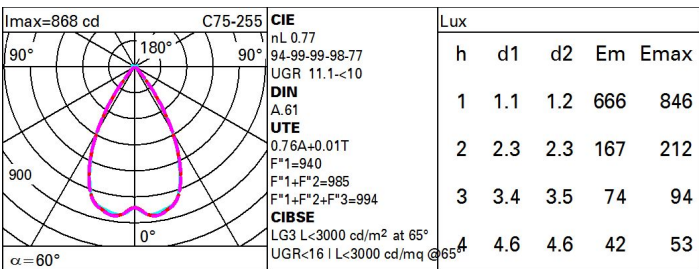 Imax=868 cd C75-255
90° 180° 90°
900
0°
α=60°
CIE
nL 0.77
94-99-99-98-77
UGR 11.1-<10
DIN
A.61
UTE
0.76A+0.01T
F"1=940
F"1+F"2=985
F"1+F"2+F"3=994
CIBSE
LG3 L<3000 cd/m² at 65°
UGR<16 | L<3000 cd/mq @65°
Lux
h d1 d2 Em Emax
1 1.1 1.2 666 846
2 2.3 2.3 167 212
3 3.4 3.5 74 94
4 4.6 4.6 42 53